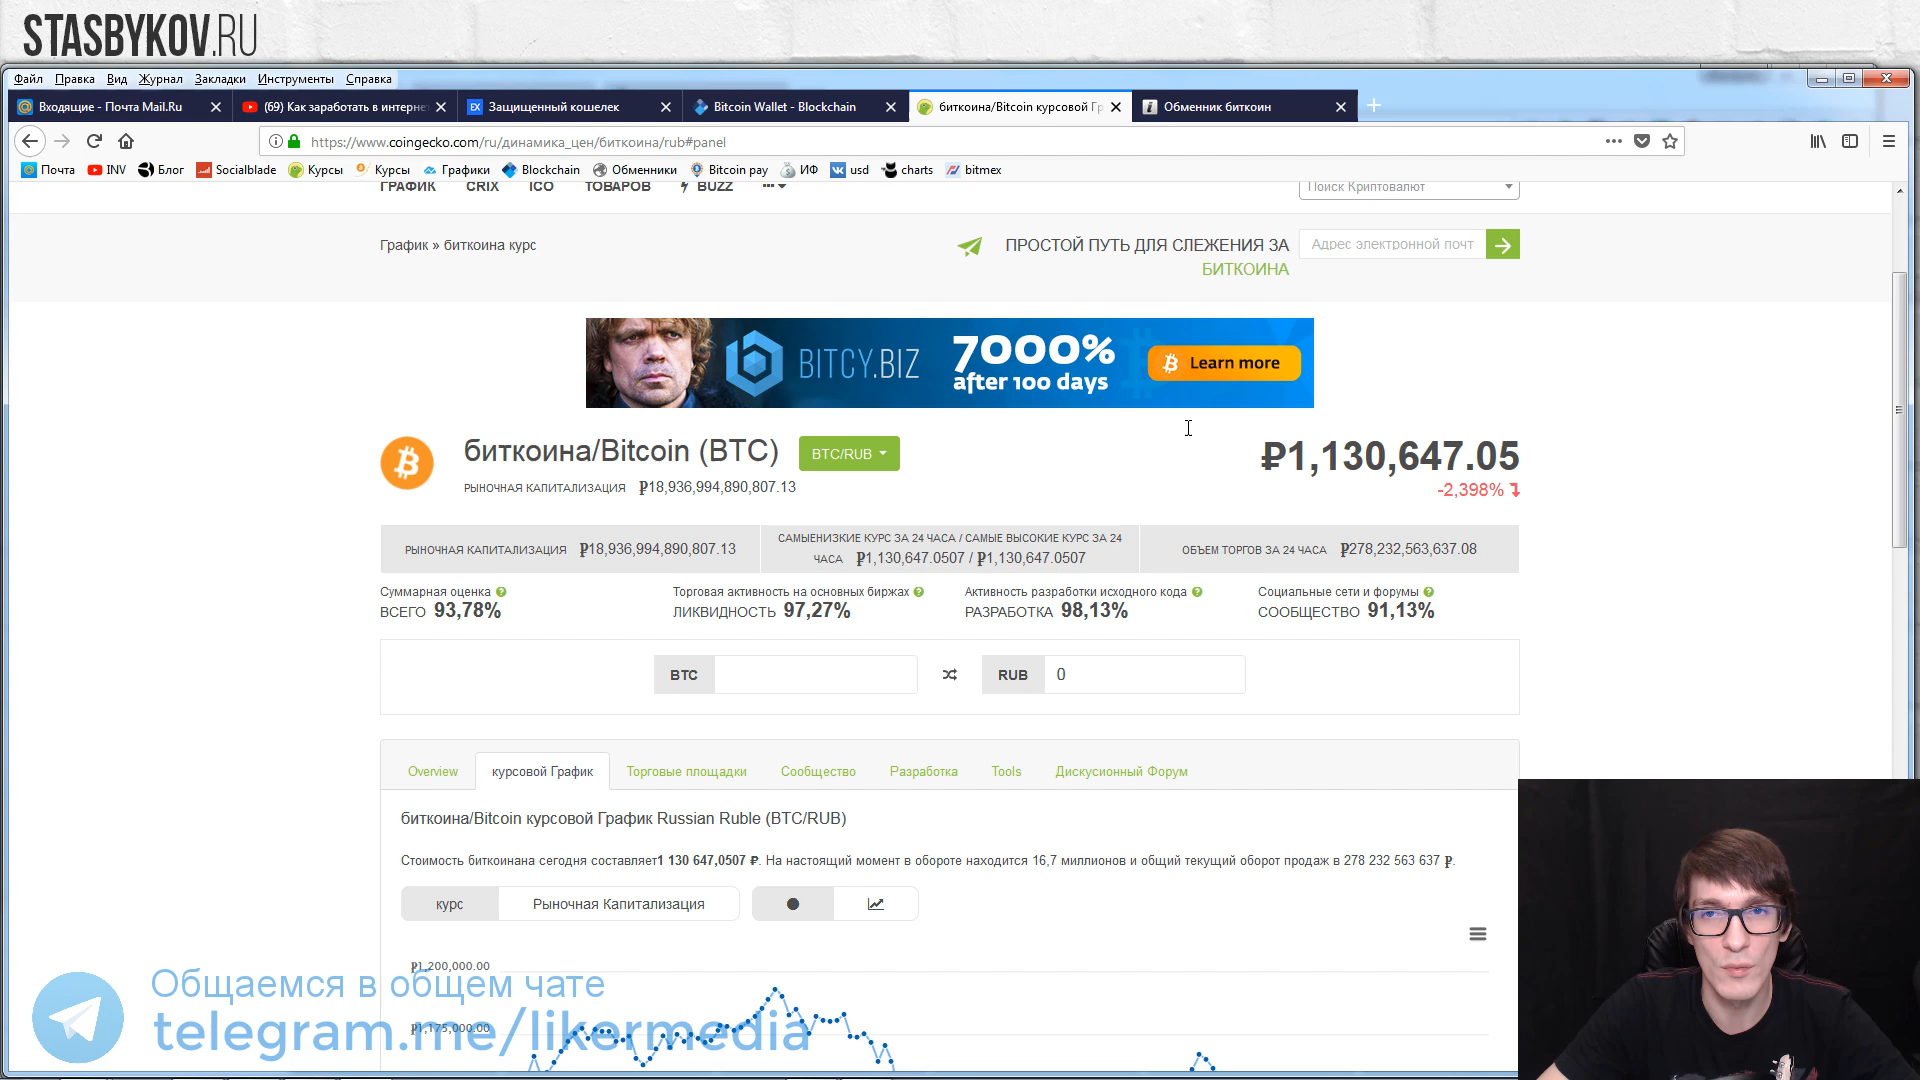 STASBYKOV.RU
Файл Правка Вид Журнал Закладки Инструменты Справка
Входящие - Почта Mail.Ru (69) Как заработать в интерне Защищенный кошелек Bitcoin Wallet - Blockchain биткоина/Bitcoin курсовой Гр Обменник биткоин
https://www.coingecko.com/ru/динамика_цен/биткоина/rub#panel
Почта INV Блог Socialblade Курсы Курсы Графики Blockchain Обменники Bitcoin pay ИФ usd charts bitmex
ГРАФИК CRIX ICO ТОВАРОВ BUZZ Поиск Криптовалют
График » биткоина курс
ПРОСТОЙ ПУТЬ ДЛЯ СЛЕЖЕНИЯ ЗА Адрес электронной почт
БИТКОИНА
BITCY.BIZ 7000% after 100 days Learn more
биткоина/Bitcoin (BTC) BTC/RUB ₽1,130,647.05
РЫНОЧНАЯ КАПИТАЛИЗАЦИЯ ₽18,936,994,890,807.13 -2,398%
РЫНОЧНАЯ КАПИТАЛИЗАЦИЯ ₽18,936,994,890,807.13
САМЫЕНИЗКИЕ КУРС ЗА 24 ЧАСА / САМЫЕ ВЫСОКИЕ КУРС ЗА 24
ЧАСА ₽1,130,647.0507 / ₽1,130,647.0507
ОБЪЕМ ТОРГОВ ЗА 24 ЧАСА ₽278,232,563,637.08
Суммарная оценка Торговая активность на основных биржах Активность разработки исходного кода Социальные сети и форумы
ВСЕГО 93,78% ЛИКВИДНОСТЬ 97,27% РАЗРАБОТКА 98,13% СООБЩЕСТВО 91,13%
BTC RUB 0
Overview курсовой График Торговые площадки Сообщество Разработка Tools Дискусионный Форум
биткоина/Bitcoin курсовой График Russian Ruble (BTC/RUB)
Стоимость биткоинана сегодня составляет1 130 647,0507 ₽. На настоящий момент в обороте находится 16,7 миллионов и общий текущий оборот продаж в 278 232 563 637 ₽.
курс Рыночная Капитализация
₽1,200,000.00
Общаемся в общем чате
₽1,175,000.00
telegram.me/likermedia